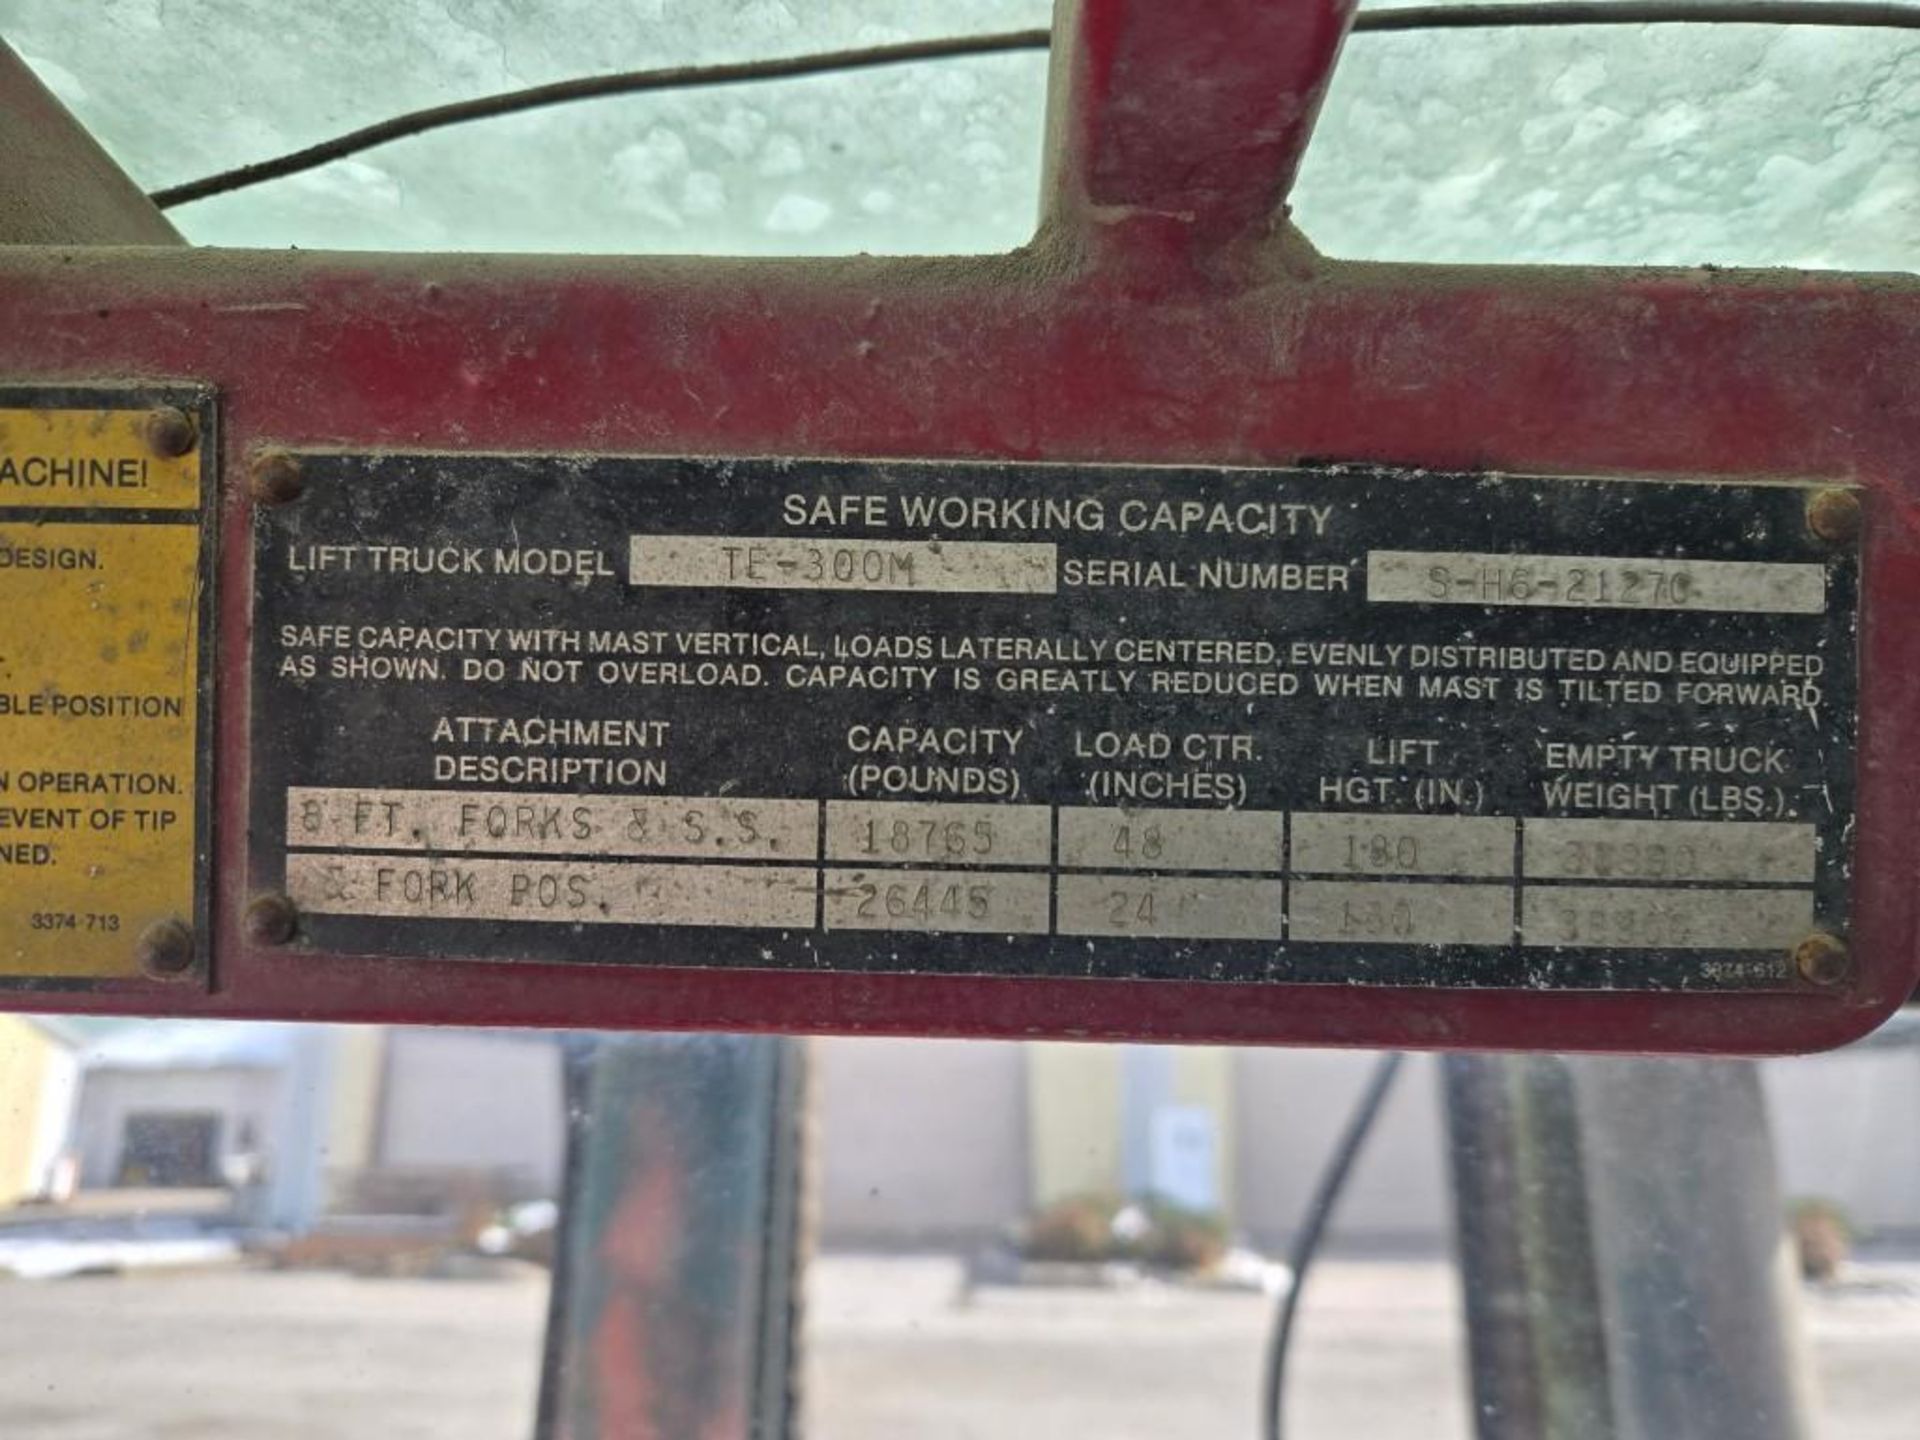 ACHINE!
DESIGN.
BLE POSITION
N OPERATION.
EVENT OF TIP
NED.
3374-713
SAFE WORKING CAPACITY
LIFT TRUCK MODEL TE-300M SERIAL NUMBER S-H6-21270
SAFE CAPACITY WITH MAST VERTICAL, LOADS LATERALLY CENTERED, EVENLY DISTRIBUTED AND EQUIPPED
AS SHOWN. DO NOT OVERLOAD. CAPACITY IS GREATLY REDUCED WHEN MAST IS TILTED FORWARD.
ATTACHMENT DESCRIPTION CAPACITY (POUNDS) LOAD CTR. (INCHES) LIFT HGT. (IN.) EMPTY TRUCK WEIGHT (LBS.)
8 FT. FORKS & S.S. 18765 48
& FORK POS. 26445 24